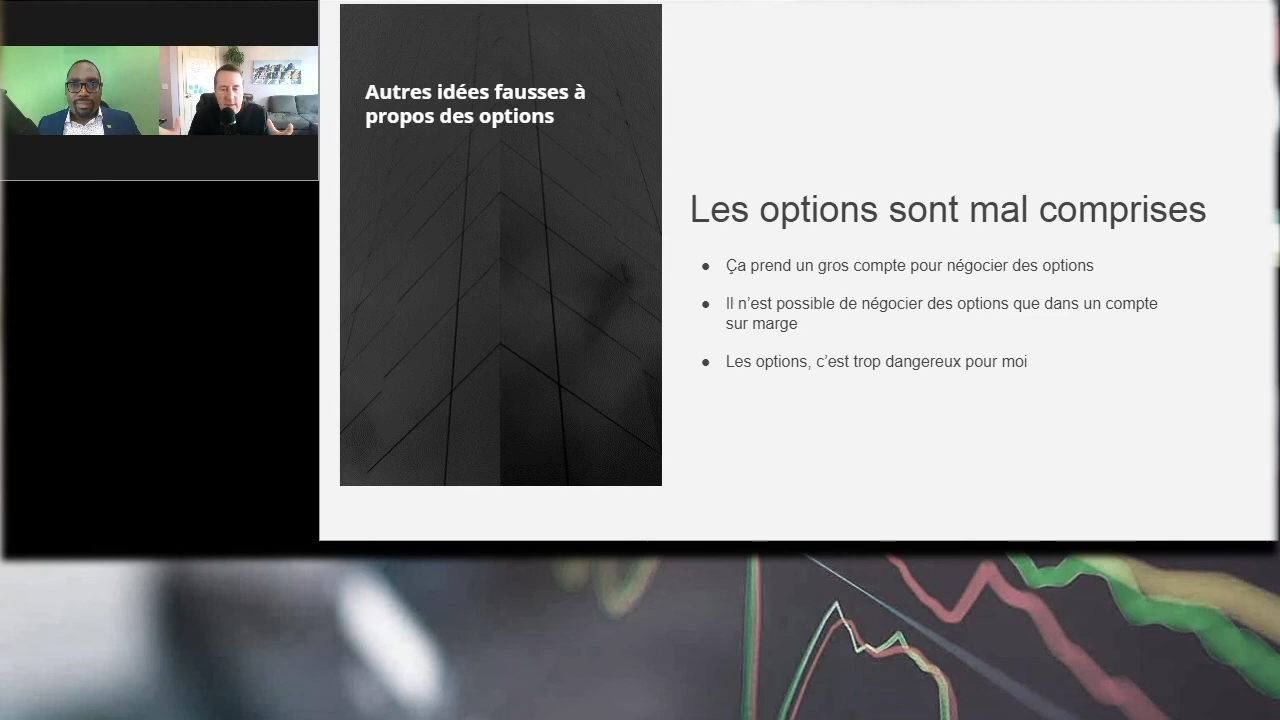 Autres idées fausses à
propos des options
Les options sont mal comprises
● Ça prend un gros compte pour négocier des options
● Il n’est possible de négocier des options que dans un compte
sur marge
● Les options, c’est trop dangereux pour moi